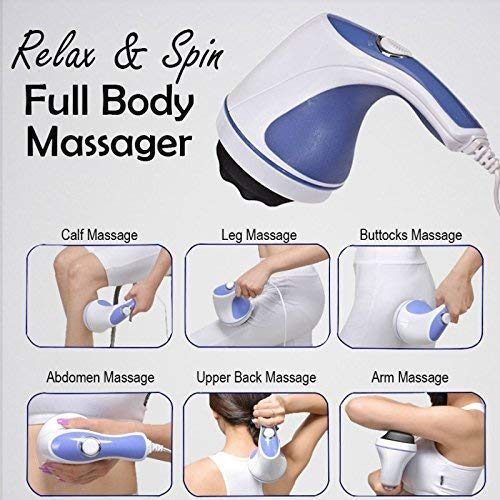 Relax & Spin
Full Body
Massager
Calf Massage
Leg Massage
Buttocks Massage
Abdomen Massage
Upper Back Massage
Arm Massage